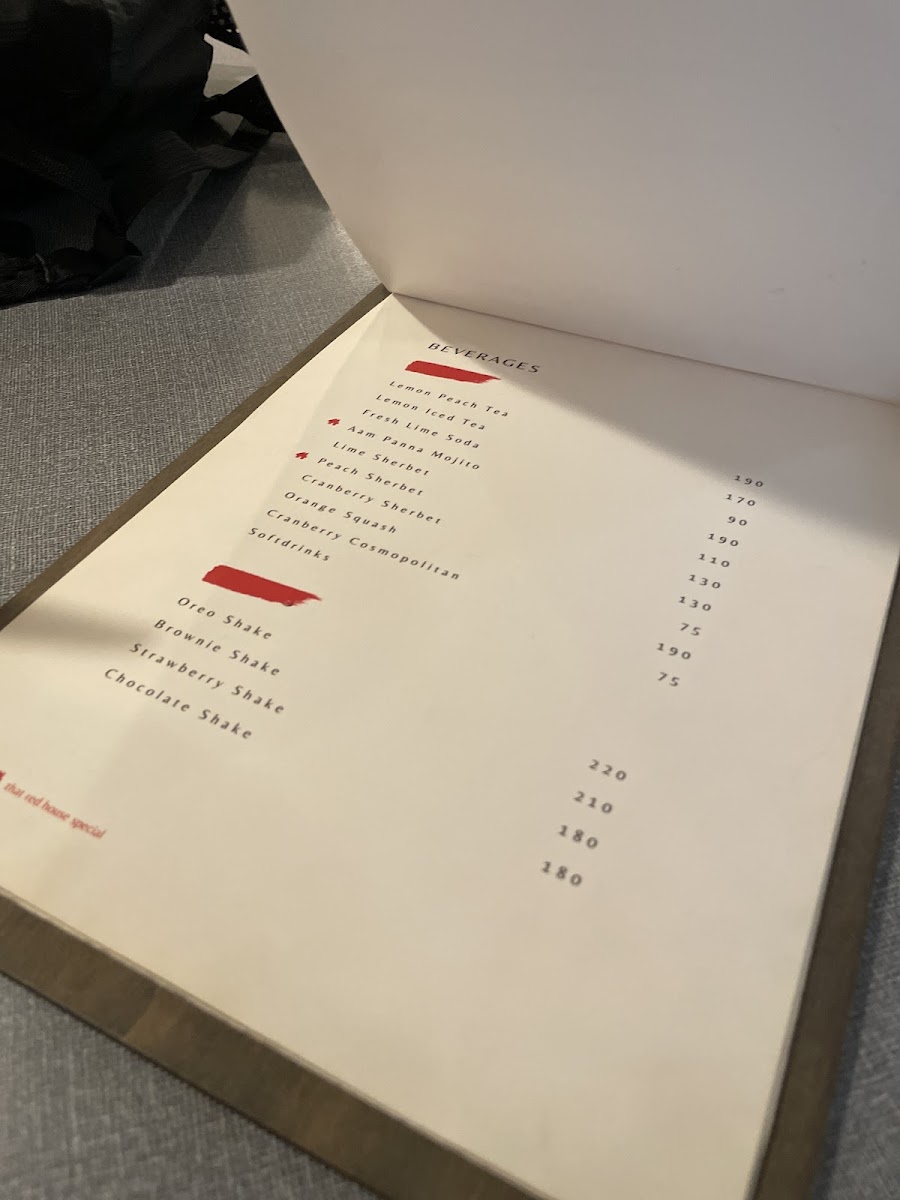 BEVERAGES
Lemon Peach Tea 190
Lemon Iced Tea 170
Fresh Lime Soda 90
Aam Panna Mojito 190
Lime Sherbet 110
Peach Sherbet 130
Cranberry Sherbet 130
Orange Squash 75
Cranberry Cosmopolitan 190
Softdrinks 75
Oreo Shake 220
Brownie Shake 210
Strawberry Shake 180
Chocolate Shake 180
that red house special